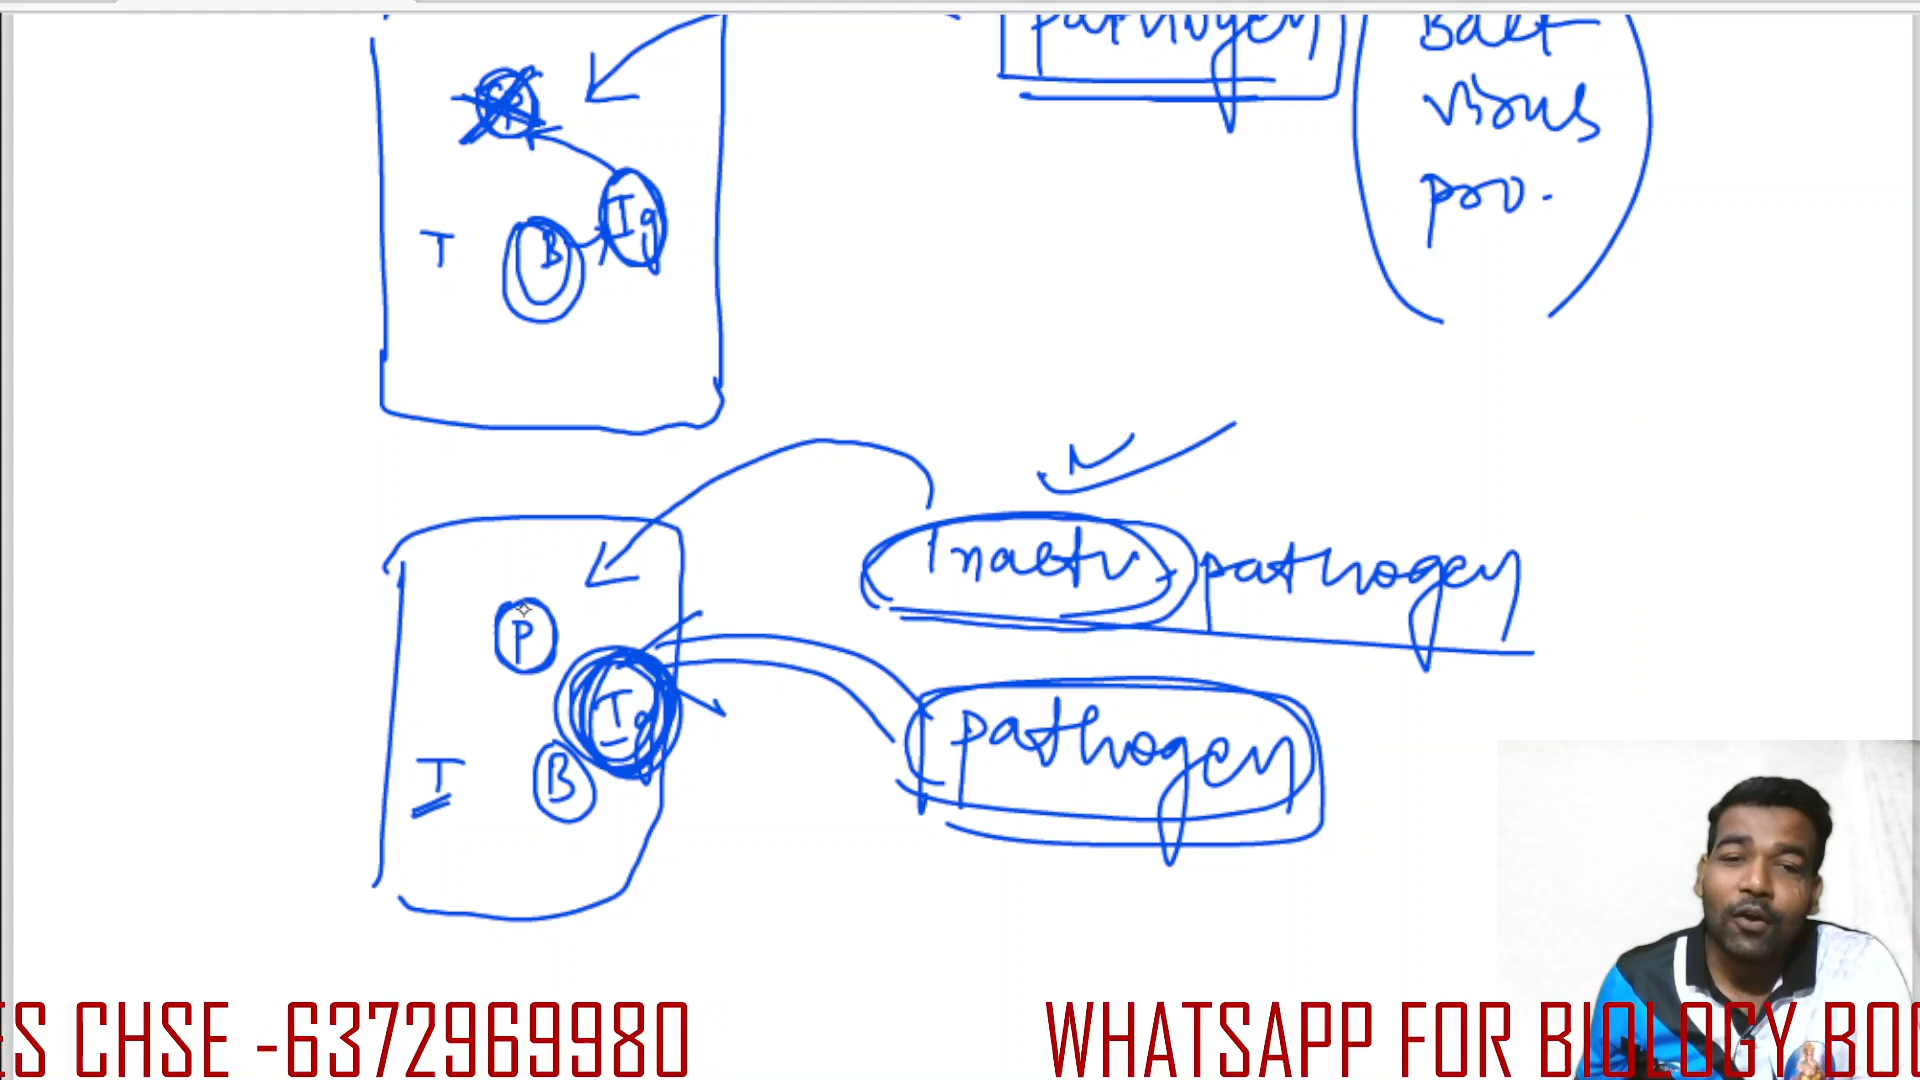 pathogen
Bact
virus
pro.
P
Ig
T
B
Inactv pathogen
P
Ig
pathogen
T
B
ES CHSE -6372969980
WHATSAPP FOR BIOLOGY BOO